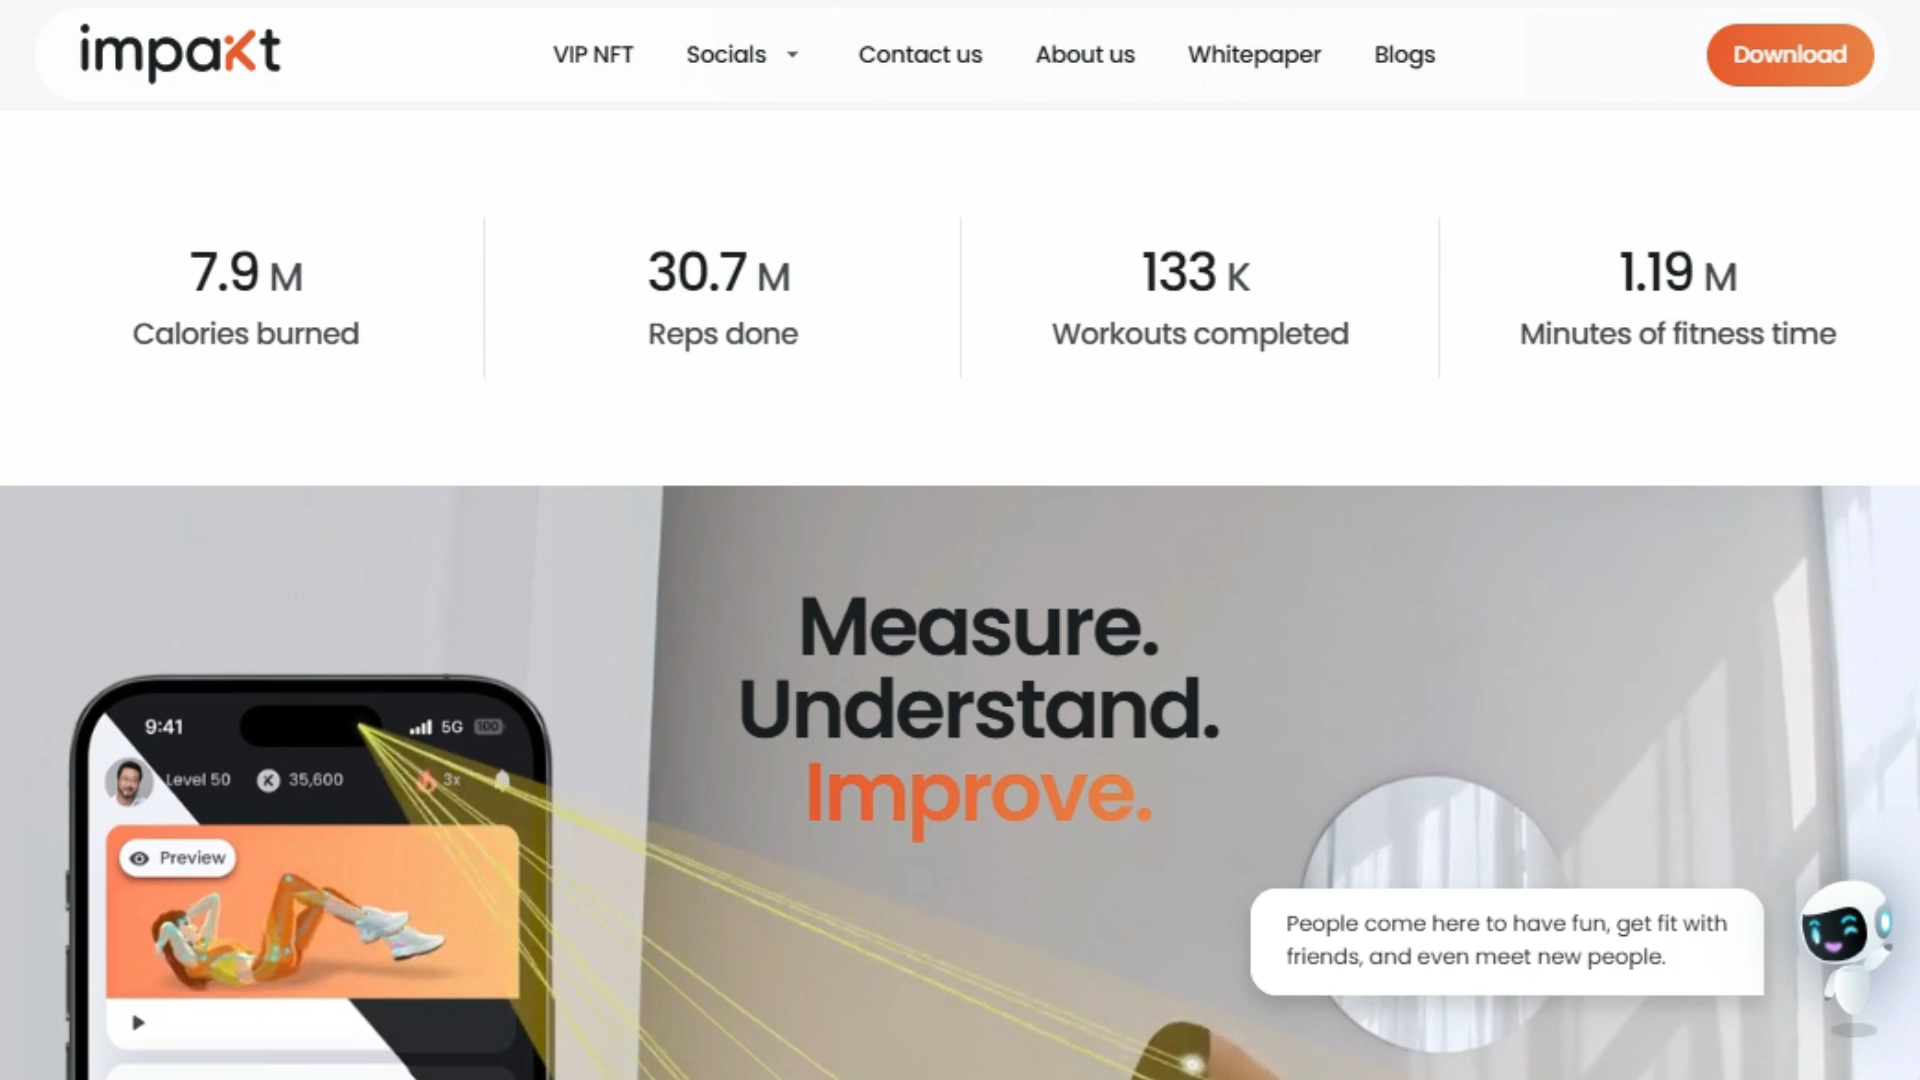 impakt
VIP NFT Socials Contact us About us Whitepaper Blogs Download
7.9 M 30.7 M 133 K 1.19 M
Calories burned Reps done Workouts completed Minutes of fitness time
Measure.
Understand.
Improve.
9:41 5G 100
Level 50 35,600 3x
Preview
People come here to have fun, get fit with
friends, and even meet new people.